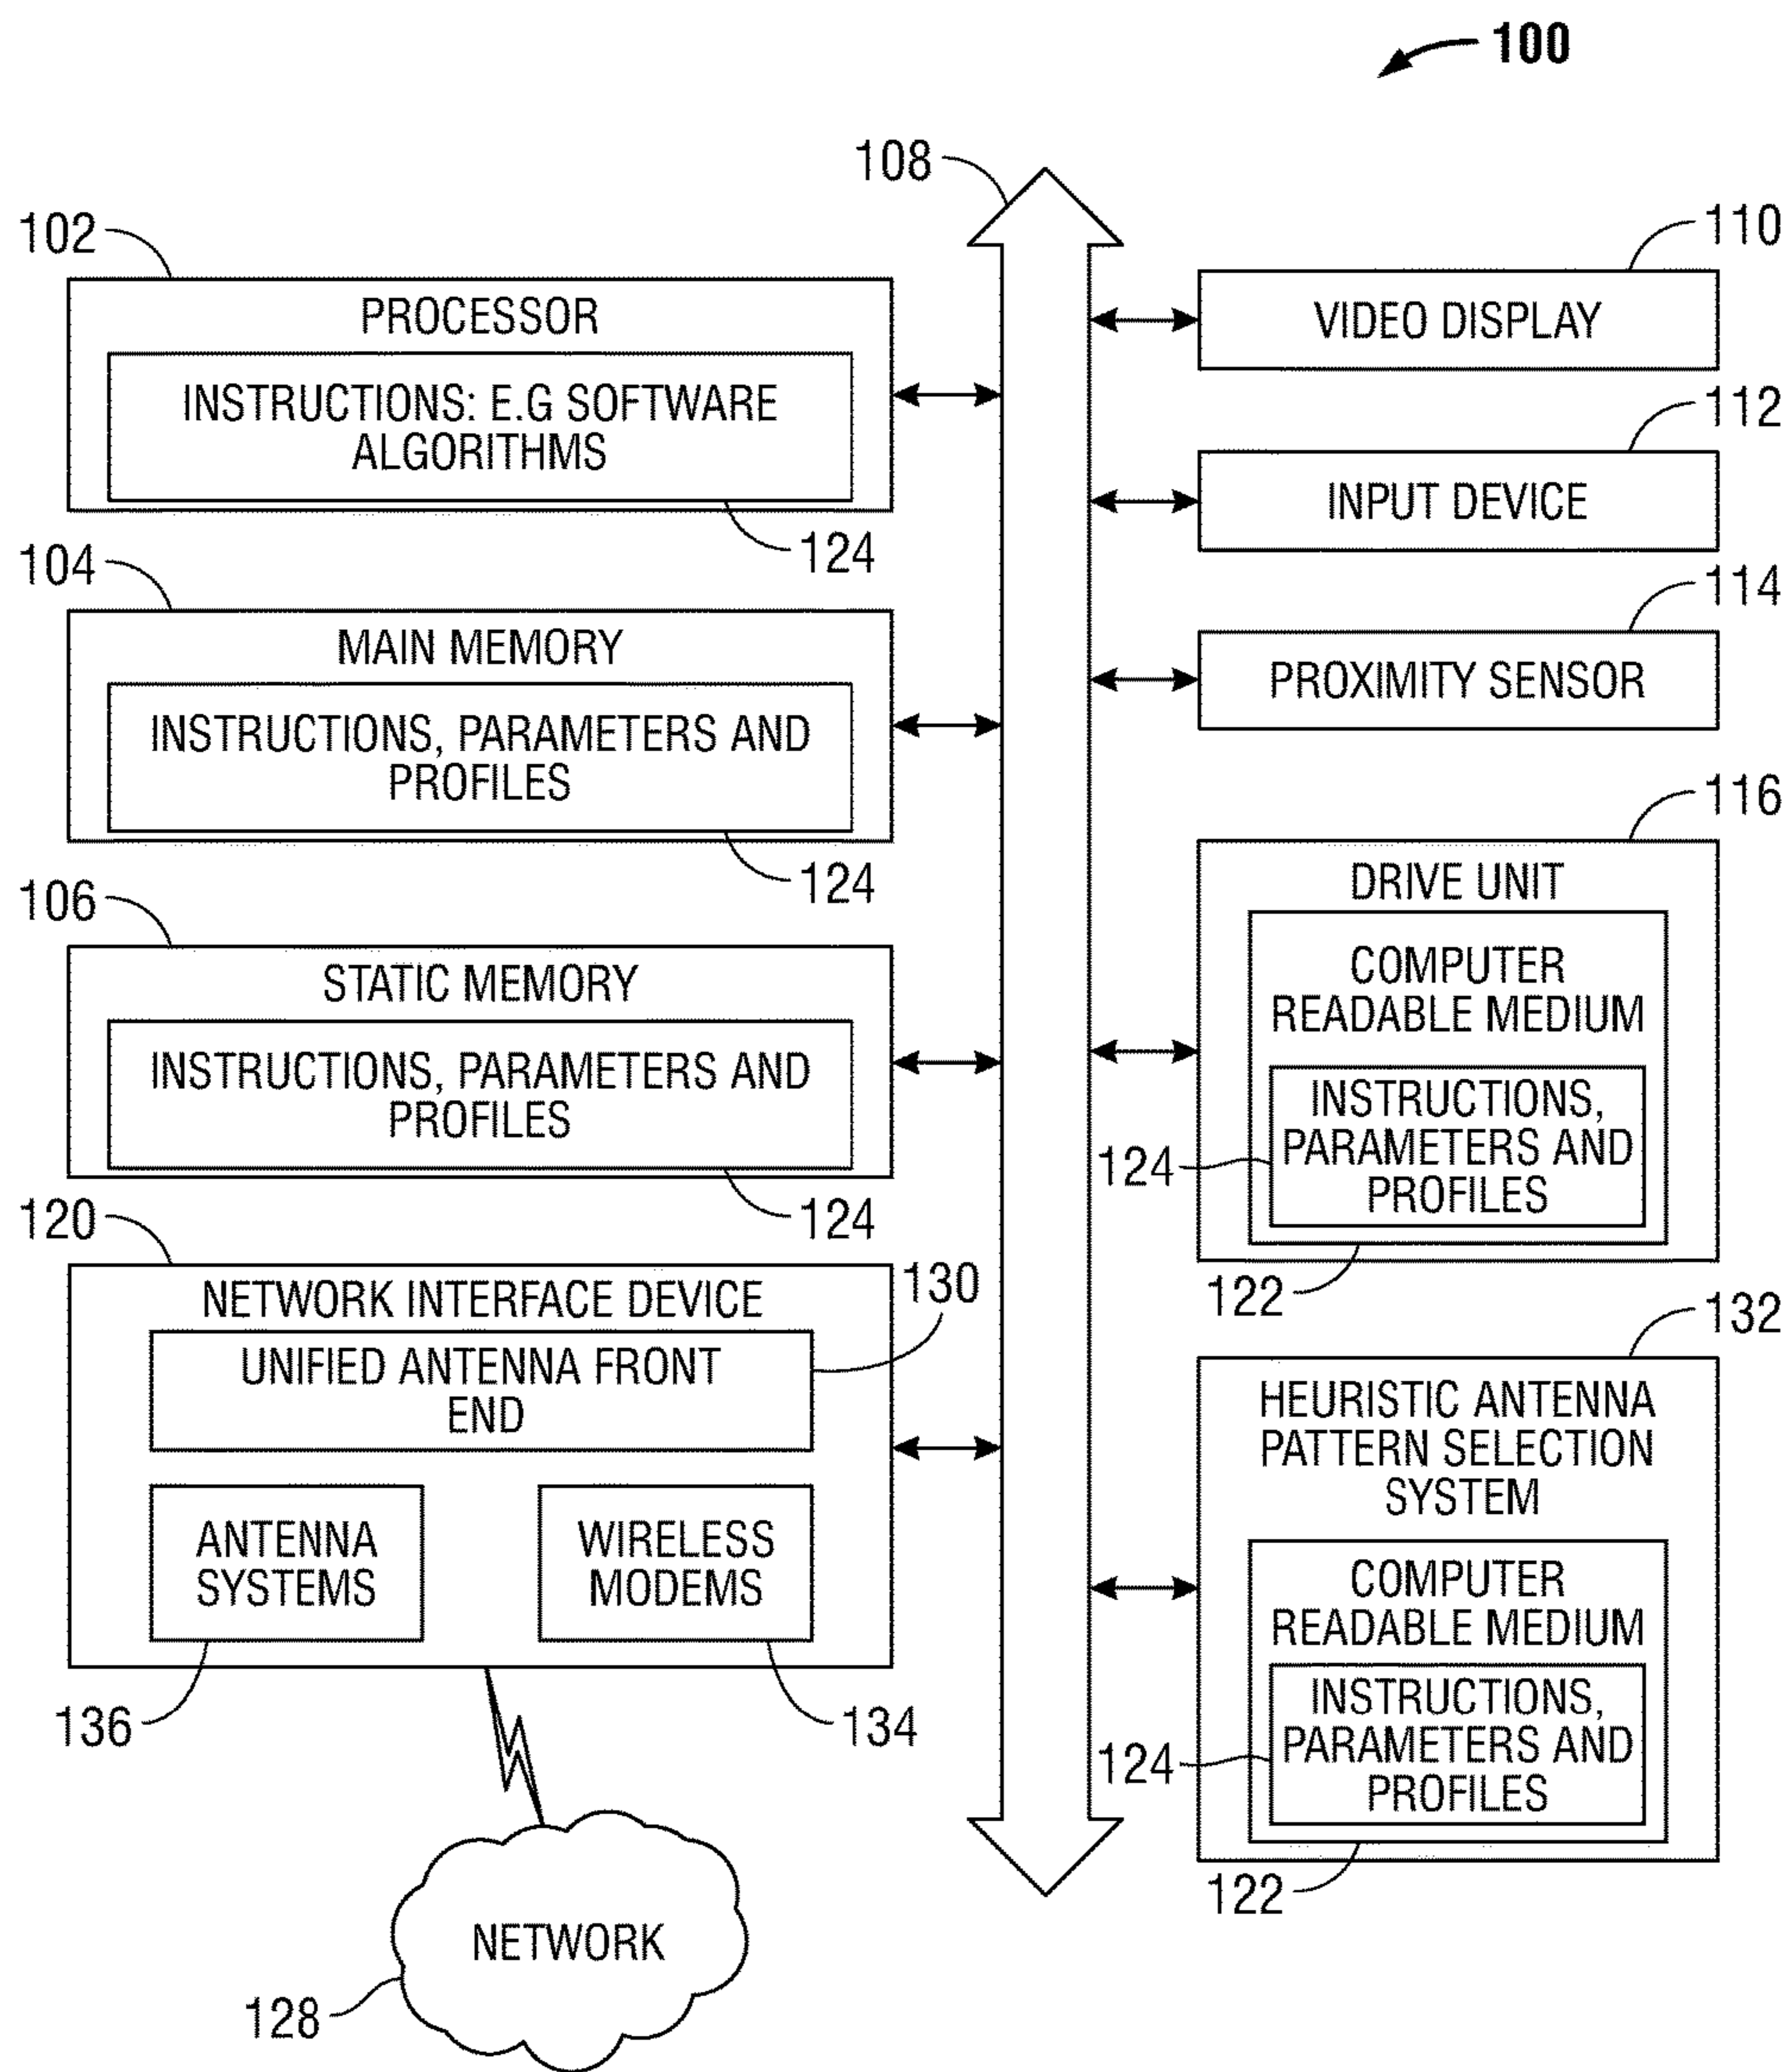 100
108
102
PROCESSOR
INSTRUCTIONS: E.G SOFTWARE
ALGORITHMS
124
104
MAIN MEMORY
INSTRUCTIONS, PARAMETERS AND
PROFILES
124
106
STATIC MEMORY
INSTRUCTIONS, PARAMETERS AND
PROFILES
124
120
NETWORK INTERFACE DEVICE
130
UNIFIED ANTENNA FRONT
END
ANTENNA
SYSTEMS
WIRELESS
MODEMS
136
134
NETWORK
128
110
VIDEO DISPLAY
112
INPUT DEVICE
114
PROXIMITY SENSOR
116
DRIVE UNIT
COMPUTER
READABLE MEDIUM
INSTRUCTIONS,
PARAMETERS AND
PROFILES
124
122
132
HEURISTIC ANTENNA
PATTERN SELECTION
SYSTEM
COMPUTER
READABLE MEDIUM
INSTRUCTIONS,
PARAMETERS AND
PROFILES
124
122